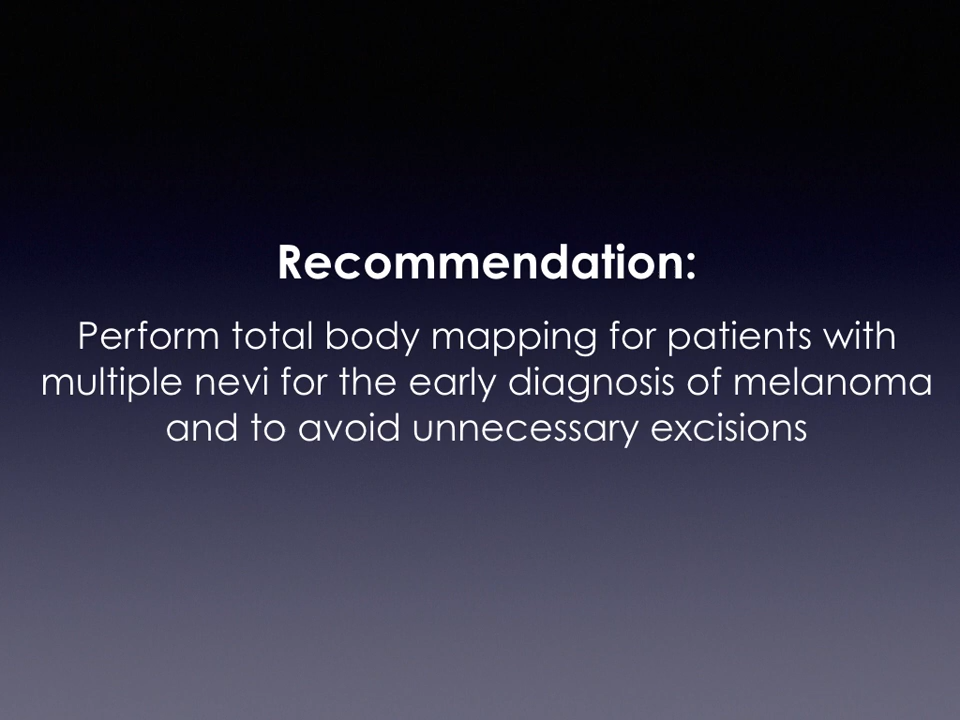 Recommendation:
Perform total body mapping for patients with
multiple nevi for the early diagnosis of melanoma
and to avoid unnecessary excisions